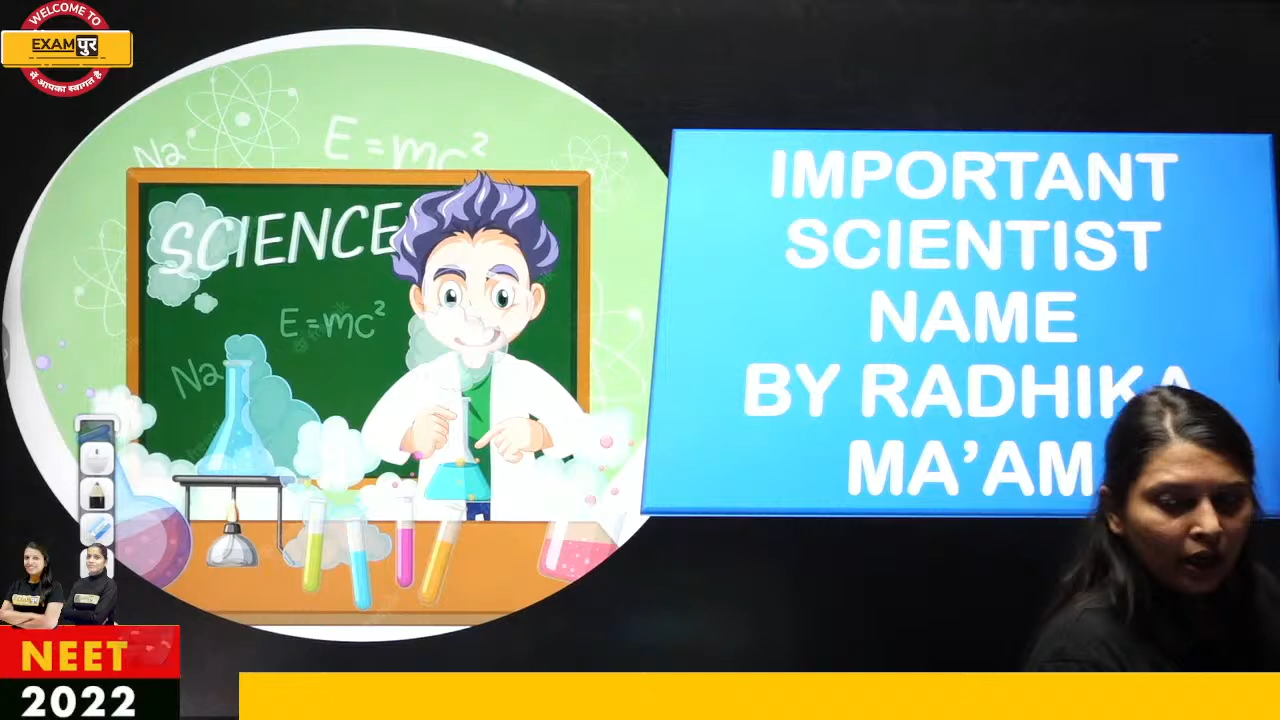 WELCOME TO
EXAMपुर
में आपका स्वागत है
Na
E=mc²
SCIENCE
E=mc²
Na
IMPORTANT
SCIENTIST
NAME
BY RADHIKA
MA’AM
NEET
2022